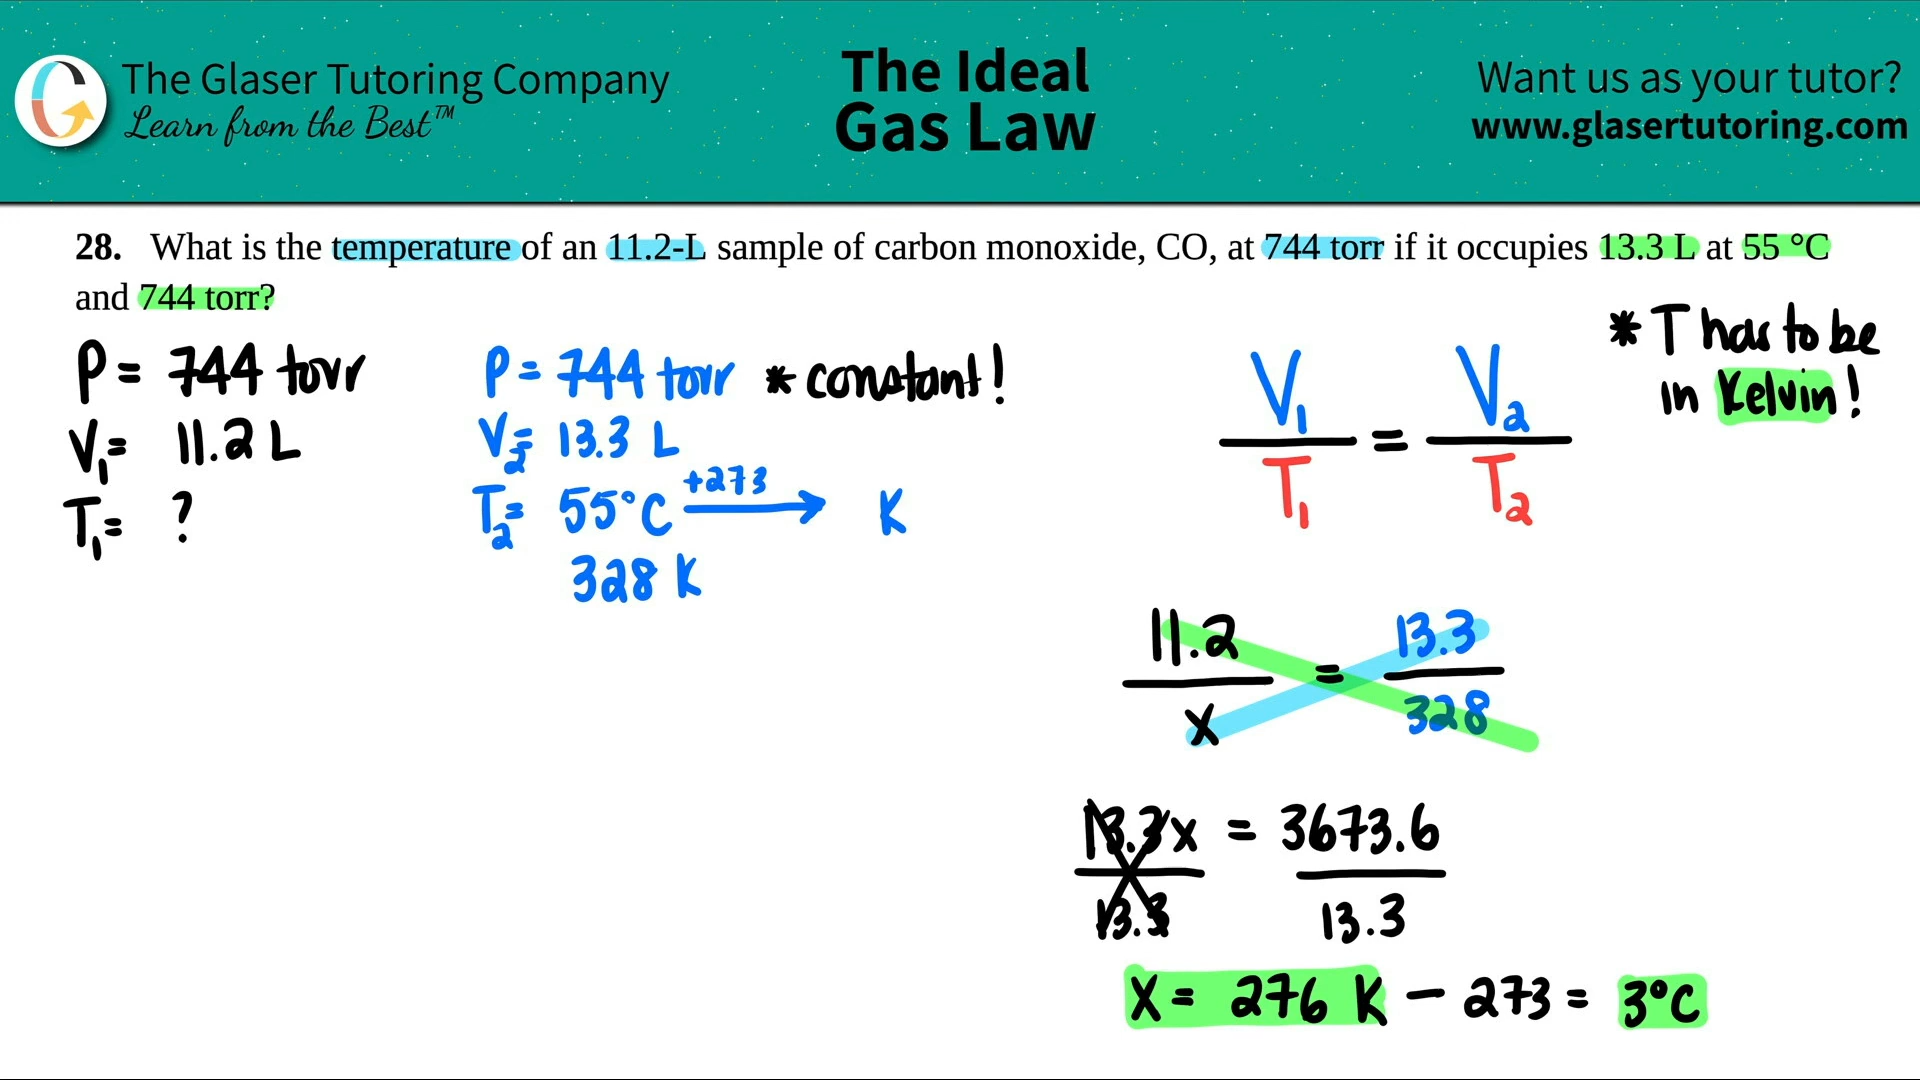 The Glaser Tutoring Company
Learn from the Best™
The Ideal
Gas Law
Want us as your tutor?
www.glasertutoring.com
28. What is the temperature of an 11.2-L sample of carbon monoxide, CO, at 744 torr if it occupies 13.3 L at 55 °C
and 744 torr?
P = 744 torr
V₁ = 11.2 L
T₁ = ?
P = 744 torr * constant!
V₂ = 13.3 L
T₂ = 55°C +273 → K
328 K
V₁/T₁ = V₂/T₂
* T has to be
in Kelvin!
11.2/x = 13.3/328
13.3x/13.3 = 3673.6/13.3
x = 276 K − 273 = 3°C